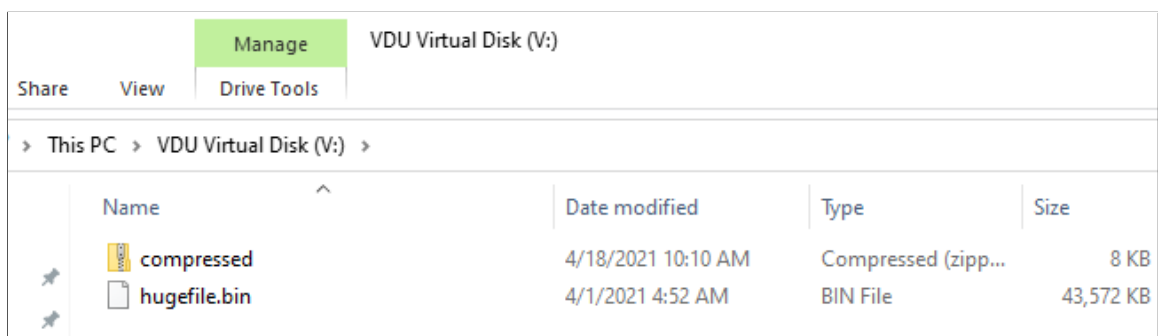 Manage VDU Virtual Disk (V:)
Share View Drive Tools
> This PC > VDU Virtual Disk (V:) >
Name Date modified Type Size
compressed 4/18/2021 10:10 AM Compressed (zipp... 8 KB
hugefile.bin 4/1/2021 4:52 AM BIN File 43,572 KB